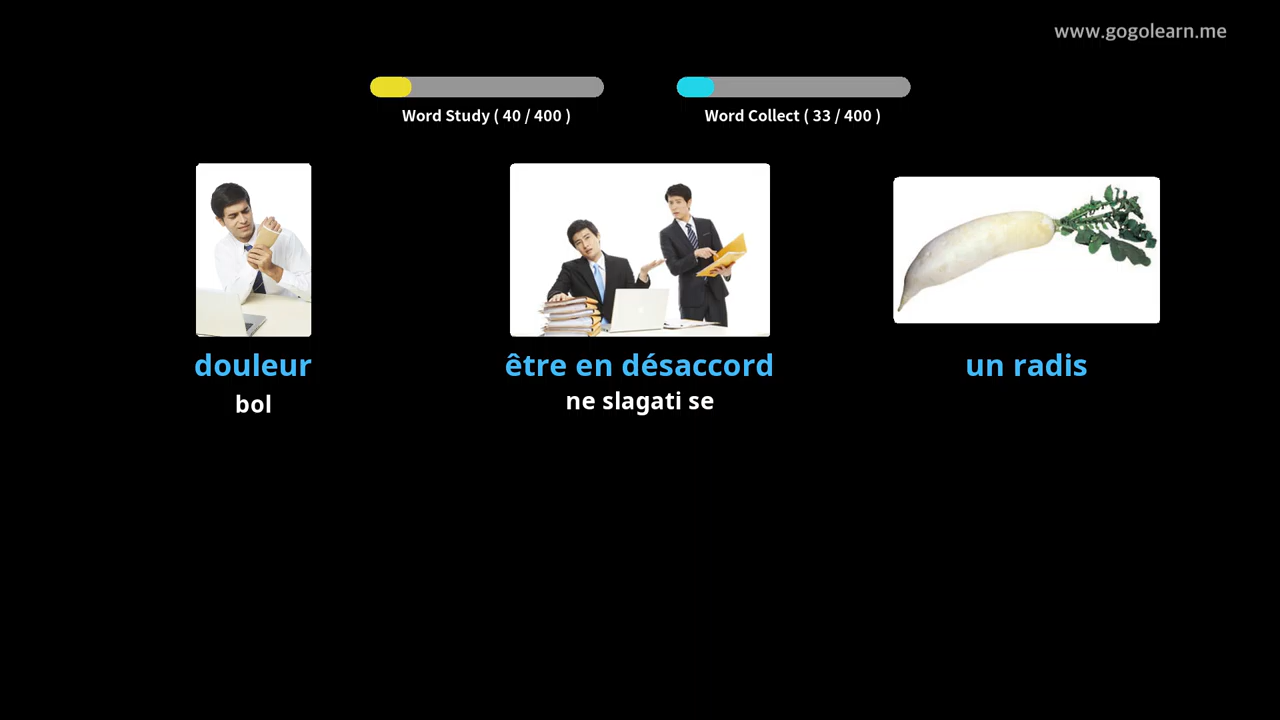 www.gogolearn.me
Word Study ( 40 / 400 )
Word Collect ( 33 / 400 )
douleur
bol
être en désaccord
ne slagati se
un radis